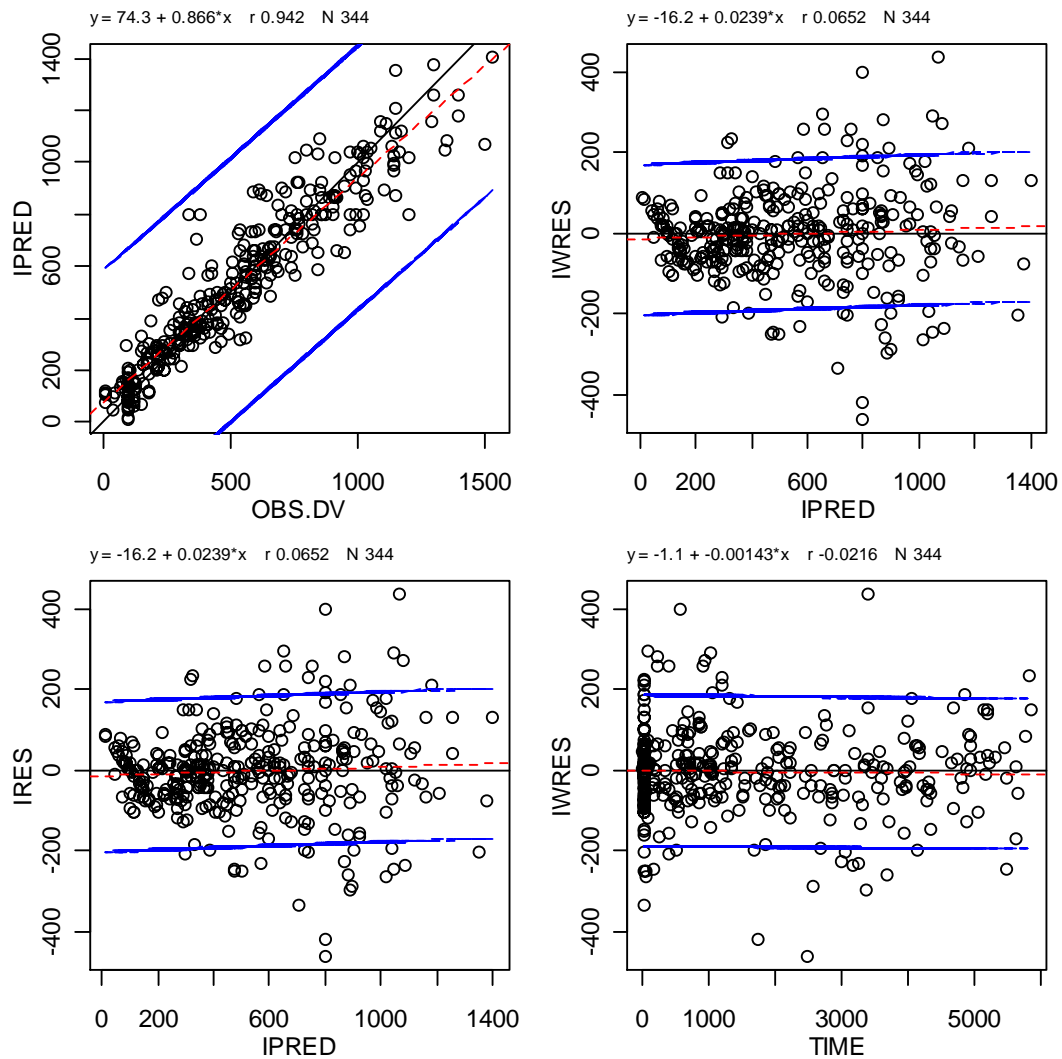 y = 74.3 + 0.866*x r 0.942 N 344
IPRED
0 200 600 1000 1400
0 500 1000 1500
OBS.DV
y = -16.2 + 0.0239*x r 0.0652 N 344
IWRES
-400 -200 0 200 400
0 200 600 1000 1400
IPRED
y = -16.2 + 0.0239*x r 0.0652 N 344
IRES
-400 -200 0 200 400
0 200 600 1000 1400
IPRED
y = -1.1 + -0.00143*x r -0.0216 N 344
IWRES
-400 -200 0 200 400
0 1000 3000 5000
TIME